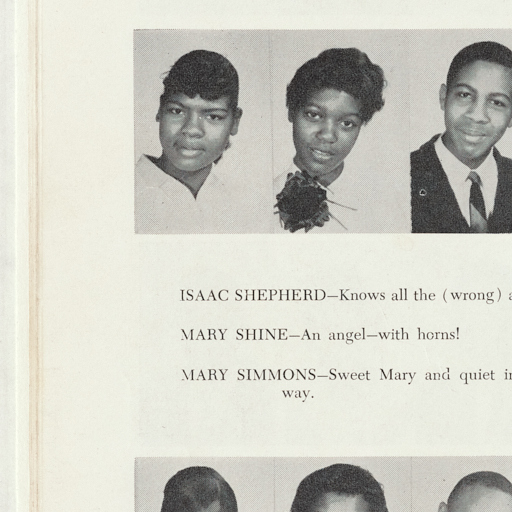 ISAAC SHEPHERD—Knows all the (wrong) a
MARY SHINE—An angel—with horns!
MARY SIMMONS—Sweet Mary and quiet in
way.